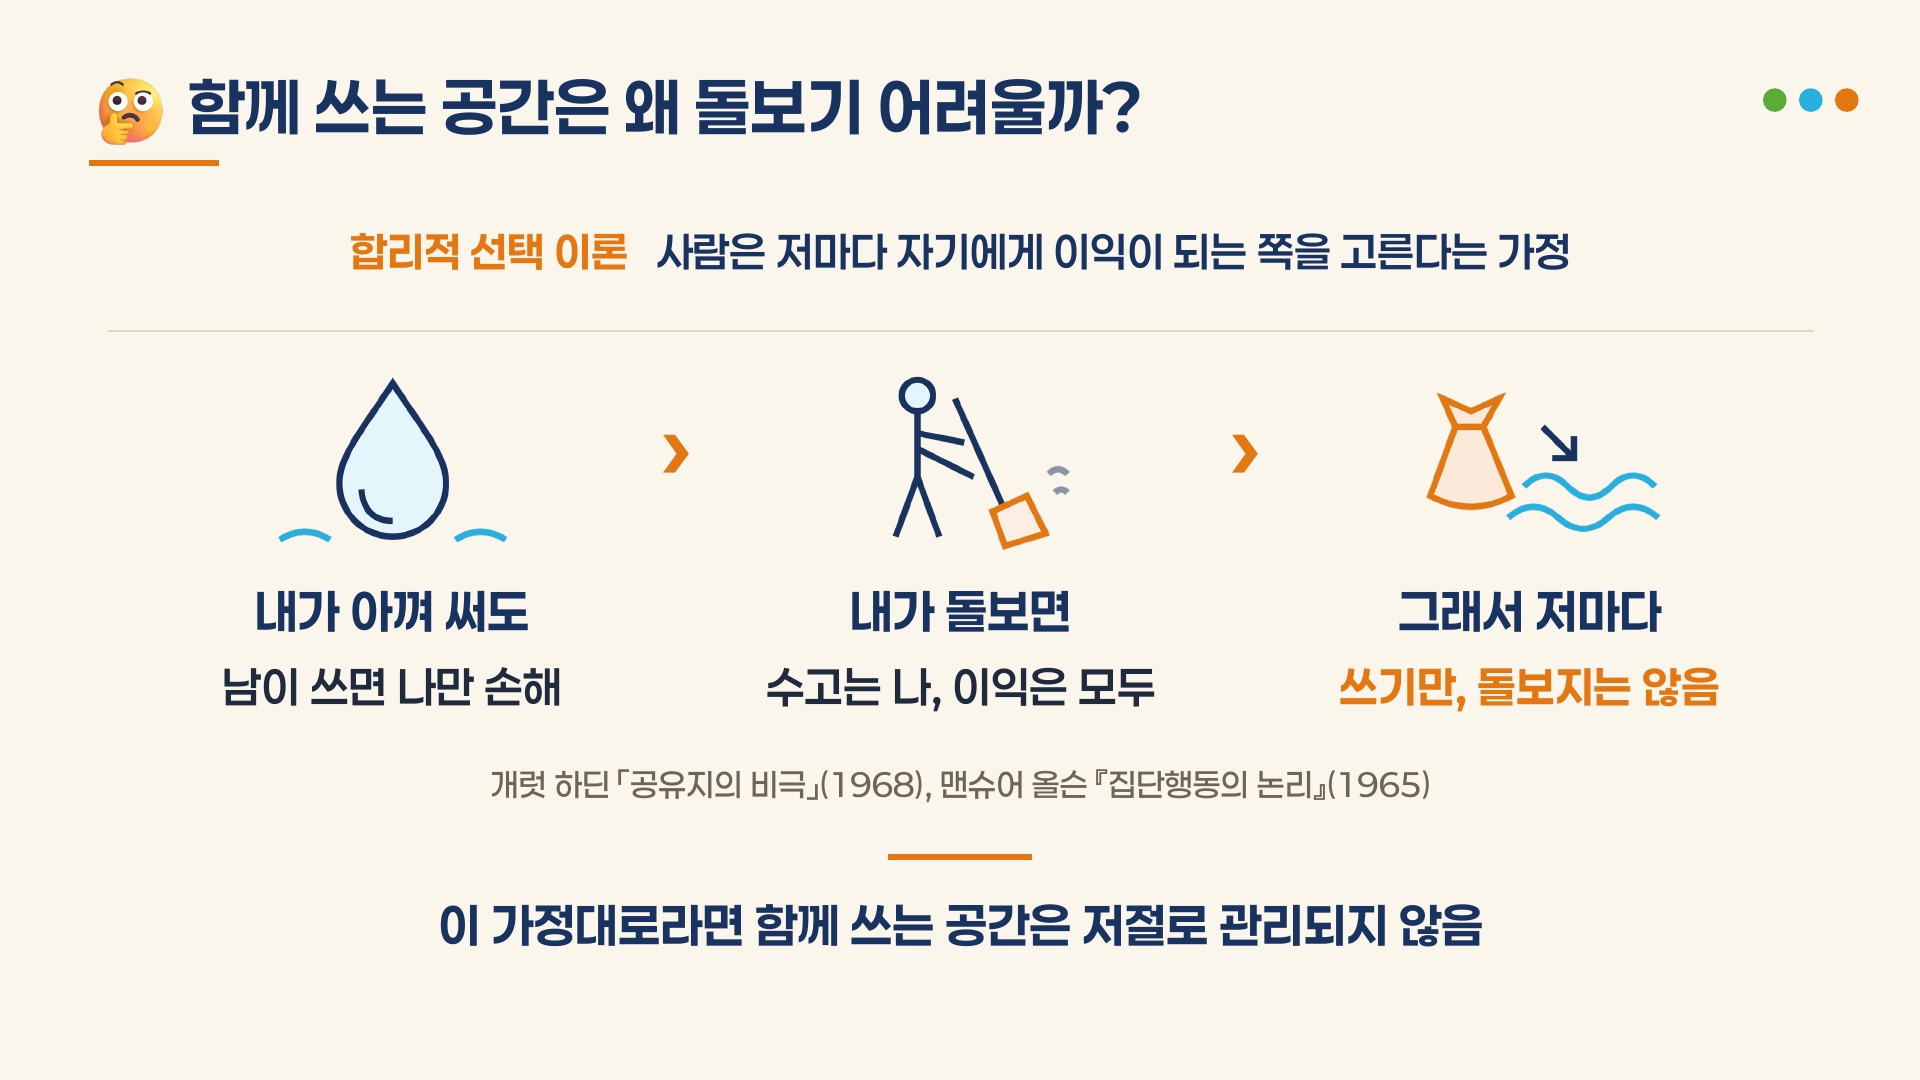 함께 쓰는 공간은 왜 돌보기 어려울까?
합리적 선택 이론 사람은 저마다 자기에게 이익이 되는 쪽을 고른다는 가정
내가 아껴 써도
남이 쓰면 나만 손해
내가 돌보면
수고는 나, 이익은 모두
그래서 저마다
쓰기만, 돌보지는 않음
개럿 하딘 「공유지의 비극」(1968), 맨슈어 올슨 『집단행동의 논리』(1965)
이 가정대로라면 함께 쓰는 공간은 저절로 관리되지 않음